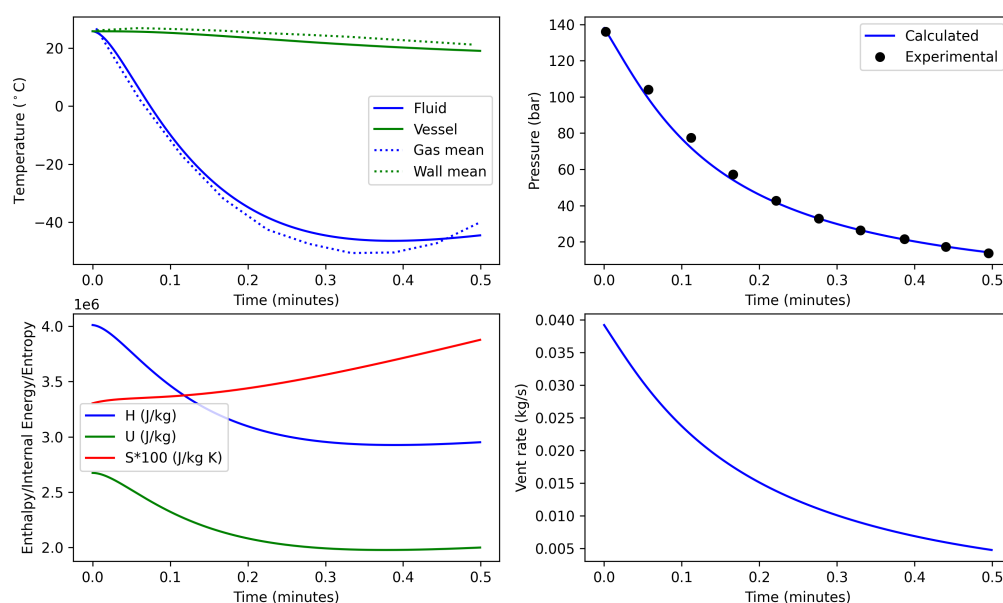 Temperature (°C)
20
0
−20
−40
Fluid
Vessel
Gas mean
Wall mean
0.0 0.1 0.2 0.3 0.4 0.5
Time (minutes)
Pressure (bar)
140
120
100
80
60
40
20
Calculated
Experimental
0.0 0.1 0.2 0.3 0.4 0.5
Time (minutes)
1e6
Enthalpy/Internal Energy/Entropy
4.0
3.5
3.0
2.5
2.0
H (J/kg)
U (J/kg)
S*100 (J/kg K)
0.0 0.1 0.2 0.3 0.4 0.5
Time (minutes)
Vent rate (kg/s)
0.040
0.035
0.030
0.025
0.020
0.015
0.010
0.005
0.0 0.1 0.2 0.3 0.4 0.5
Time (minutes)